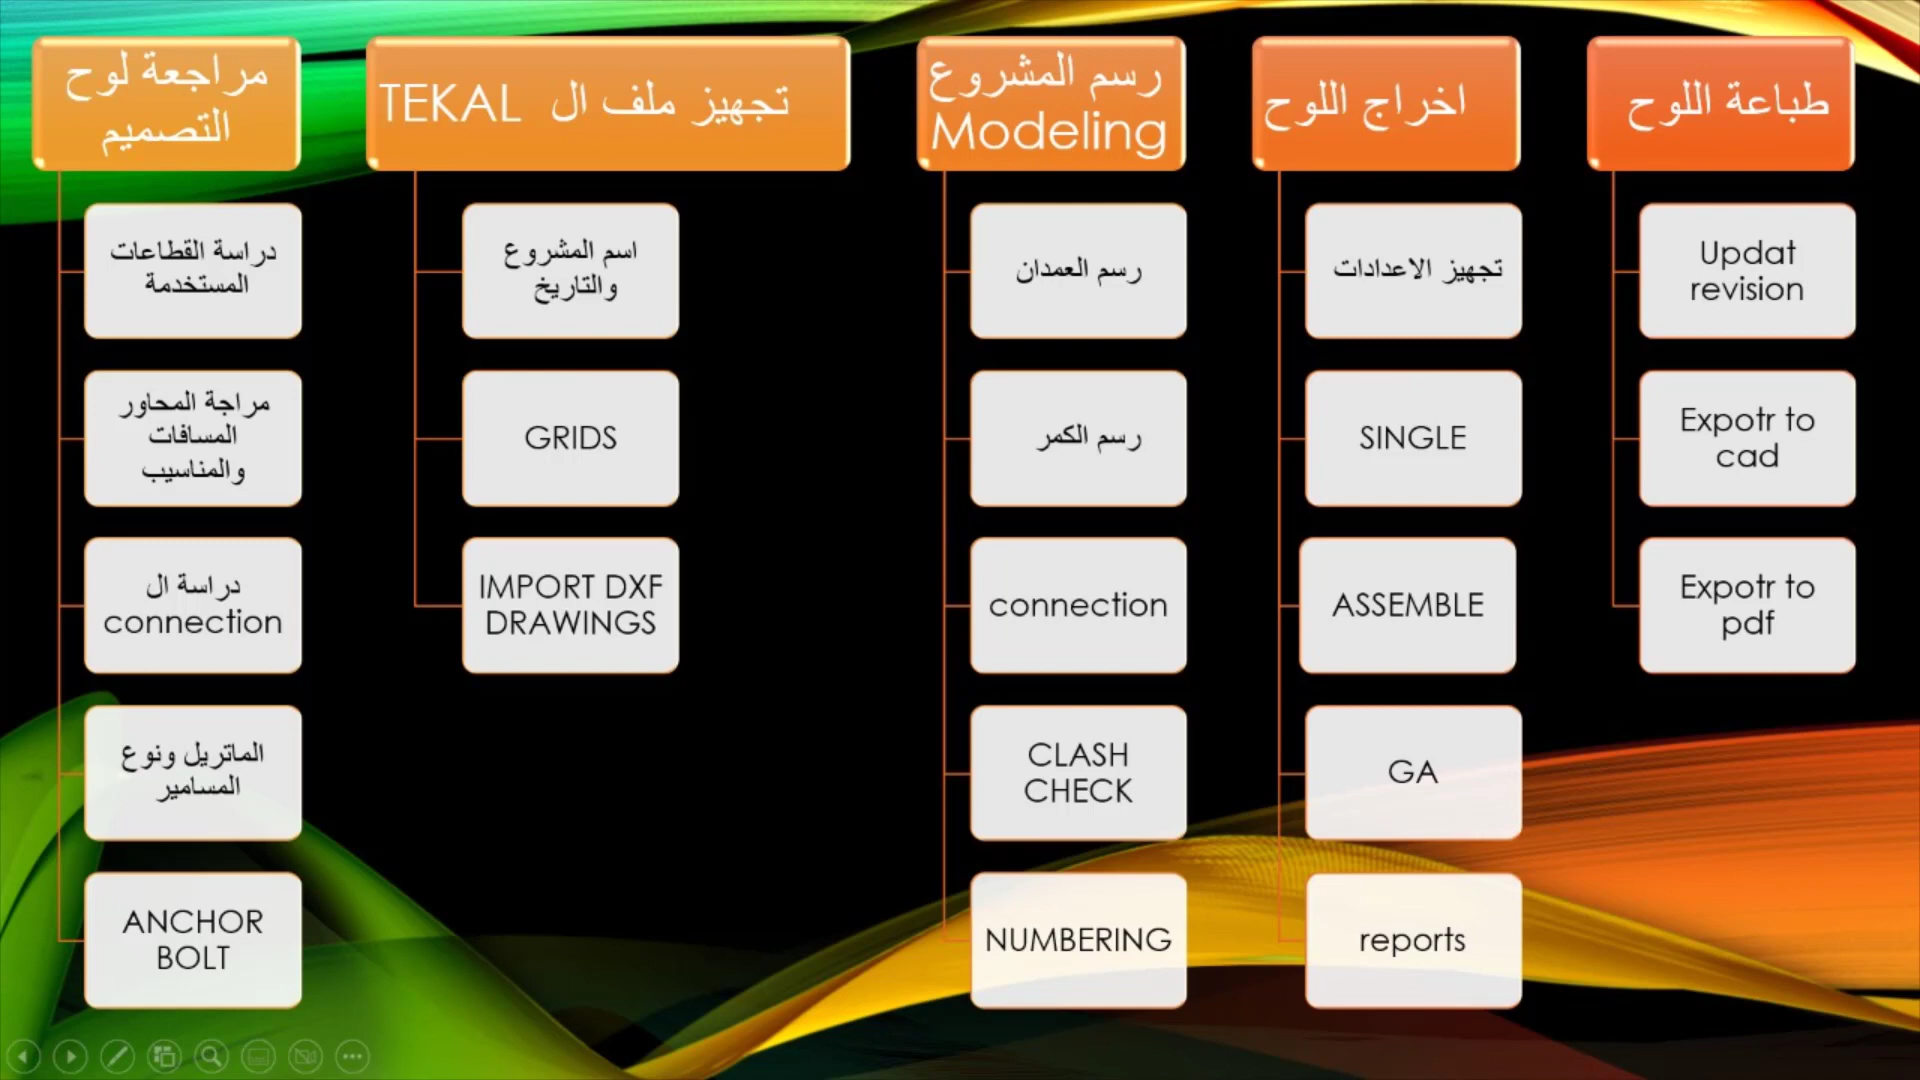 مراجعة لوح
التصميم
دراسة القطاعات
المستخدمة
مراجة المحاور
المسافات
والمناسيب
دراسة ال
connection
الماتريل ونوع
المسامير
ANCHOR
BOLT
تجهيز ملف ال TEKAL
اسم المشروع
والتاريخ
GRIDS
IMPORT DXF
DRAWINGS
رسم المشروع
Modeling
رسم العمدان
رسم الكمر
connection
CLASH
CHECK
NUMBERING
اخراج اللوح
تجهيز الاعدادات
SINGLE
ASSEMBLE
GA
reports
طباعة اللوح
Updat
revision
Expotr to
cad
Expotr to
pdf